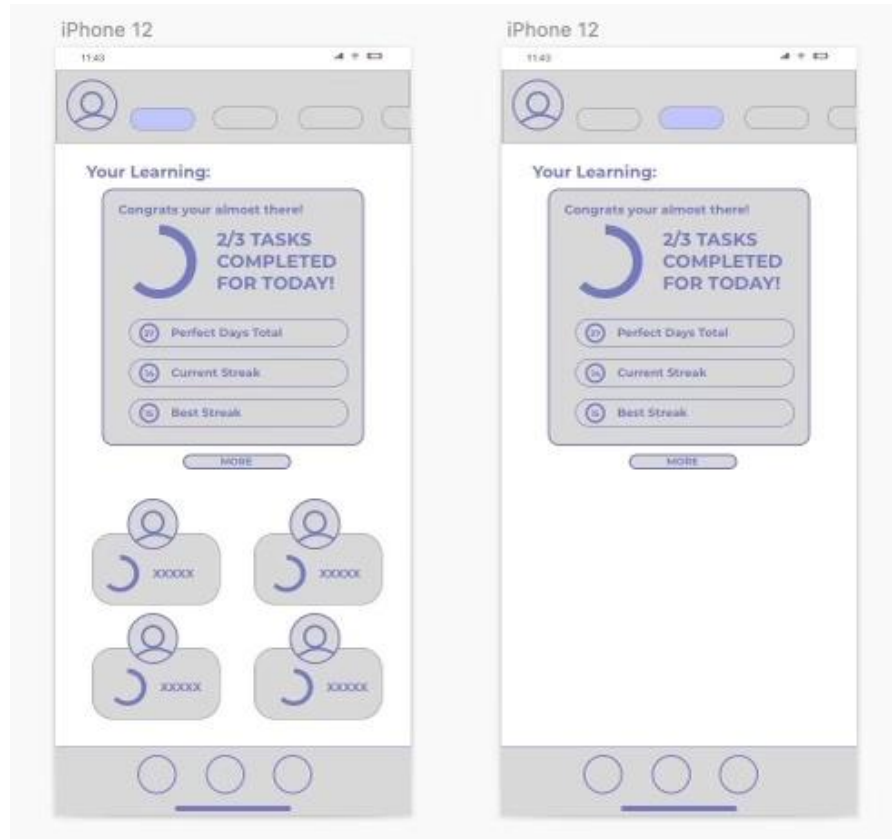 iPhone 12
11:43
Your Learning:
Congrats your almost there!
2/3 TASKS
COMPLETED
FOR TODAY!
Perfect Days Total
Current Streak
Best Streak
MORE
XXXXX
XXXXX
XXXXX
XXXXX
iPhone 12
11:43
Your Learning:
Congrats your almost there!
2/3 TASKS
COMPLETED
FOR TODAY!
Perfect Days Total
Current Streak
Best Streak
MORE